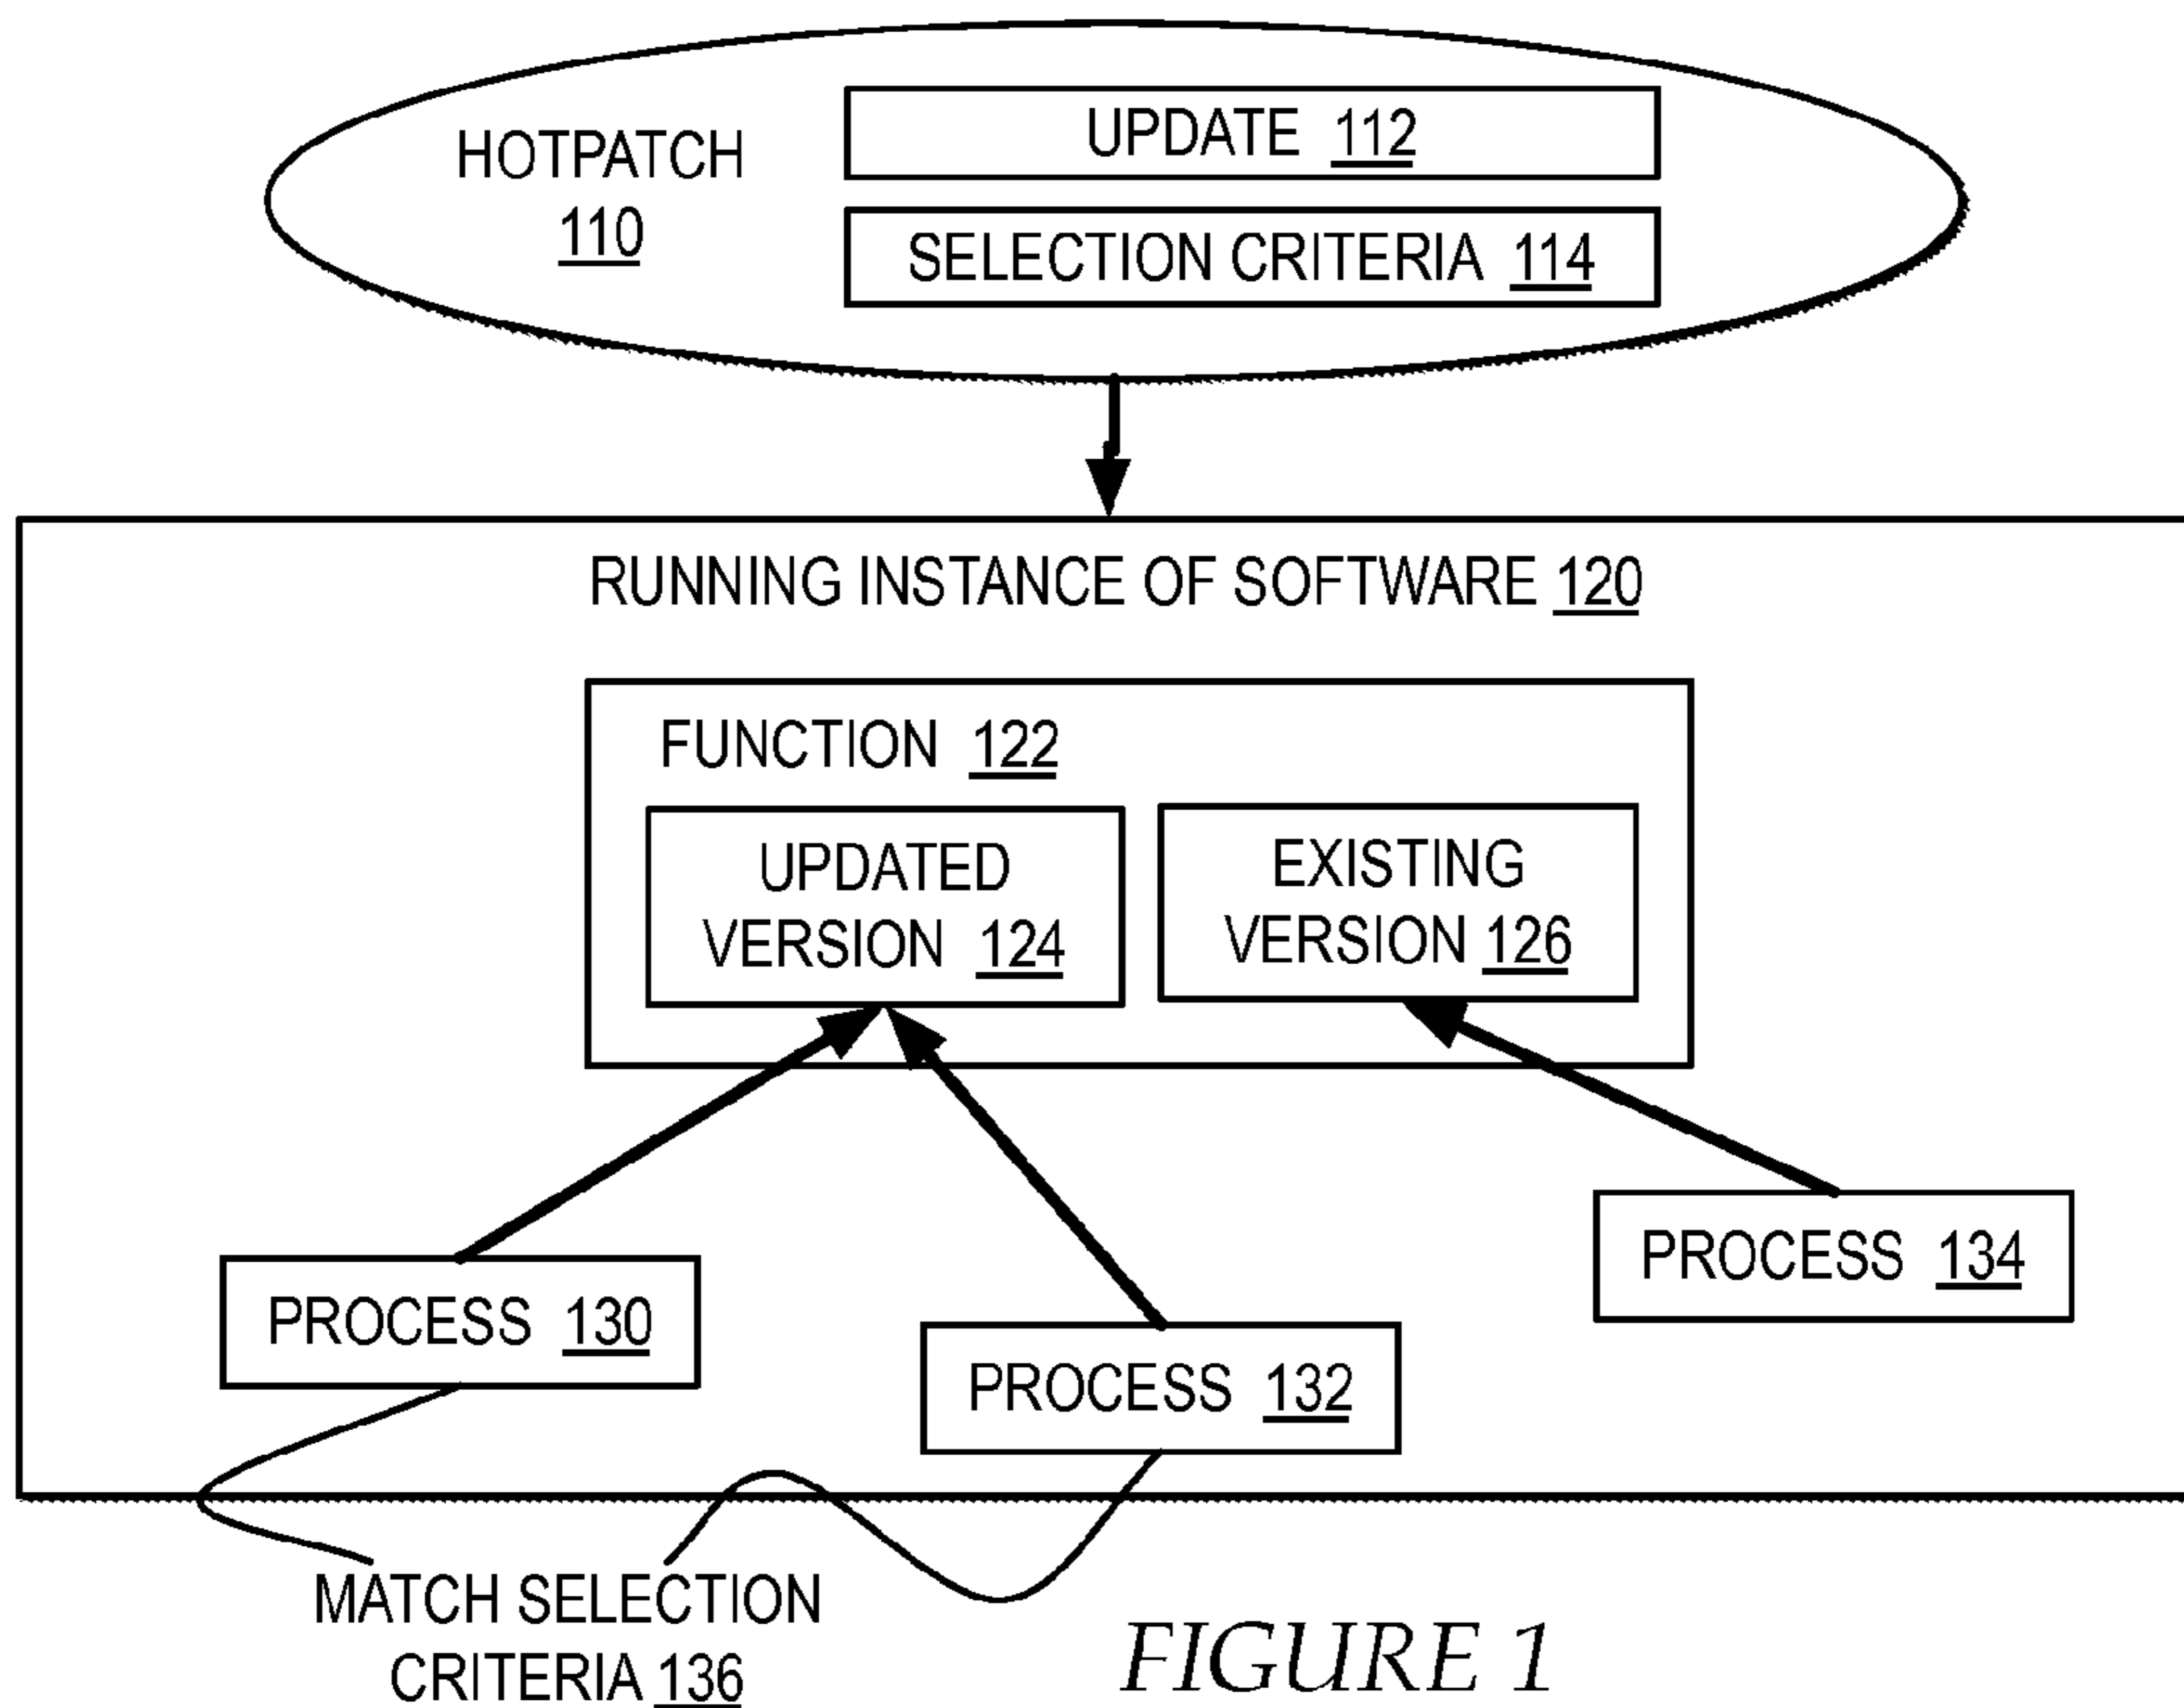 HOTPATCH
110
UPDATE 112
SELECTION CRITERIA 114
RUNNING INSTANCE OF SOFTWARE 120
FUNCTION 122
UPDATED
VERSION 124
EXISTING
VERSION 126
PROCESS 130
PROCESS 132
PROCESS 134
MATCH SELECTION
CRITERIA 136
FIGURE 1